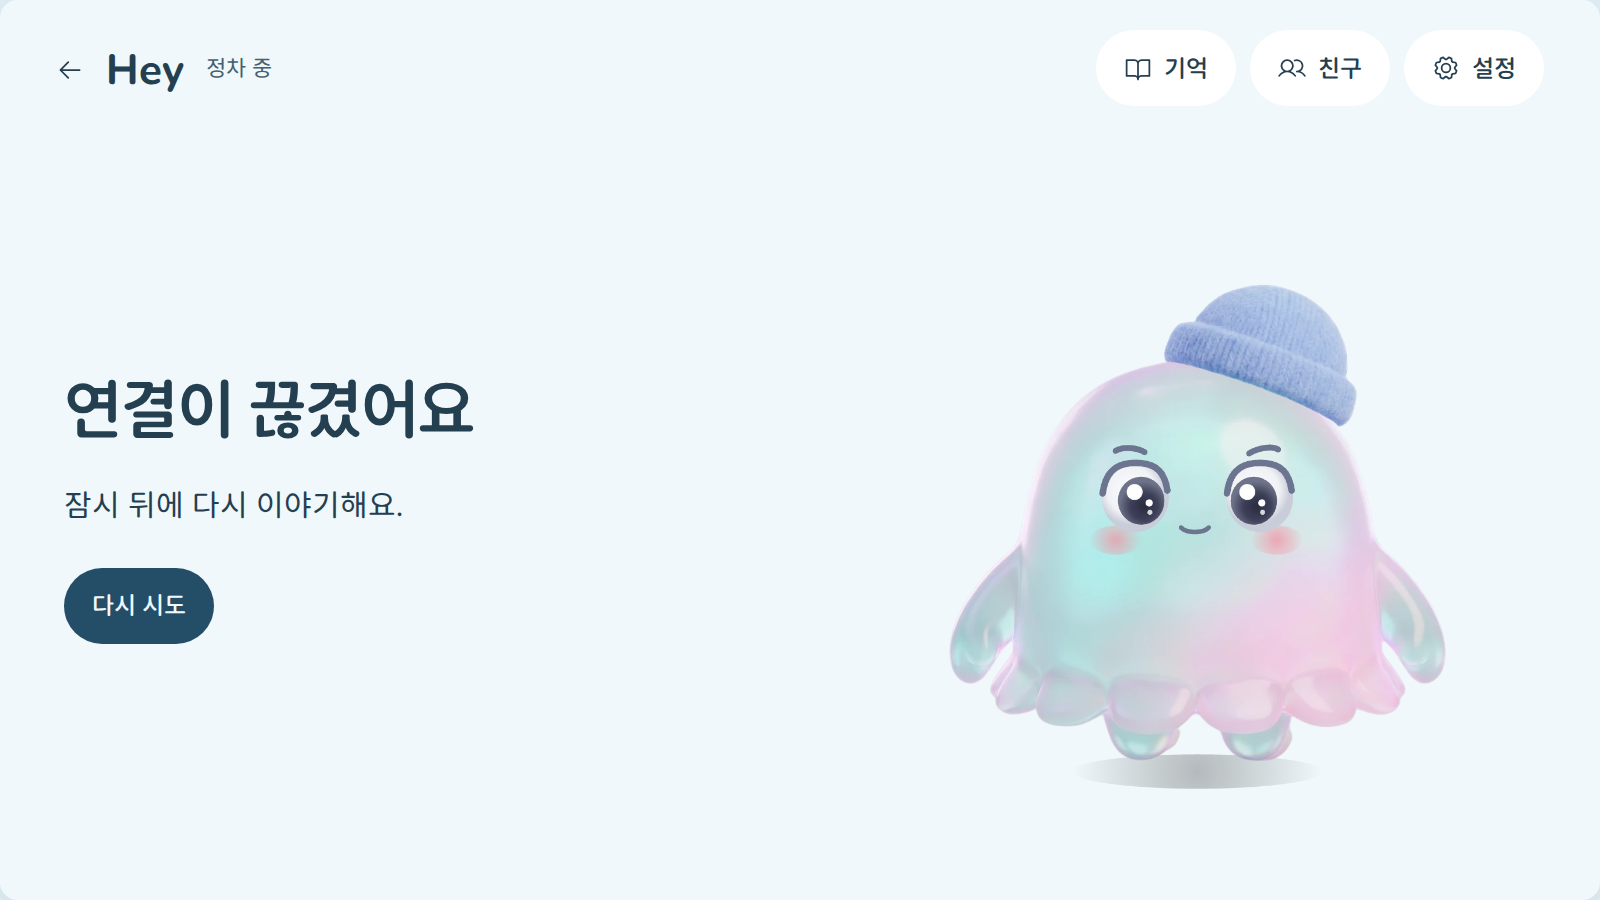 Hey 정차 중
기억 친구 설정
연결이 끊겼어요
잠시 뒤에 다시 이야기해요.
다시 시도